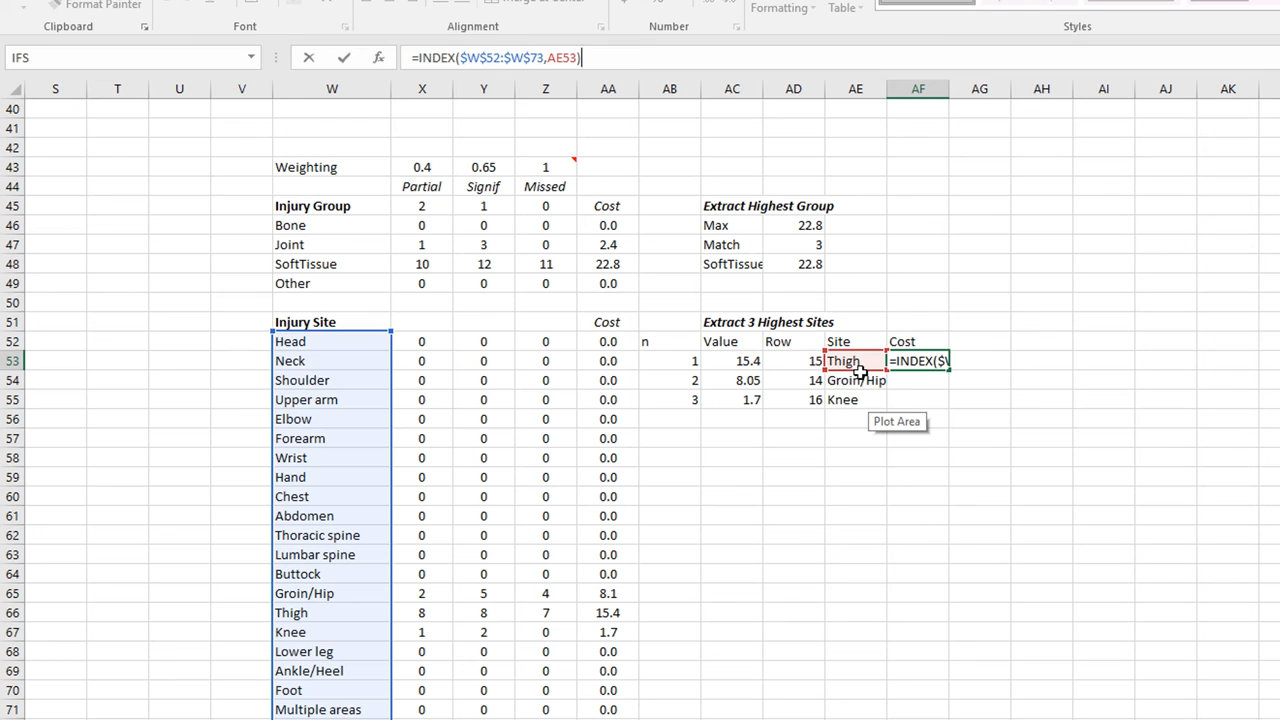 Format Painter
Merge & Center
%
Formatting
Table
Clipboard Font Alignment Number Styles
IFS fx =INDEX($W$52:$W$73,AE53)
S T U V W X Y Z AA AB AC AD AE AF AG AH AI AJ AK
40
41
42
43 Weighting 0.4 0.65 1
44 Partial Signif Missed
45 Injury Group 2 1 0 Cost Extract Highest Group
46 Bone 0 0 0 0.0 Max 22.8
47 Joint 1 3 0 2.4 Match 3
48 SoftTissue 10 12 11 22.8 SoftTissue 22.8
49 Other 0 0 0 0.0
50
51 Injury Site Cost Extract 3 Highest Sites
52 Head 0 0 0 0.0 n Value Row Site Cost
53 Neck 0 0 0 0.0 1 15.4 15 Thigh =INDEX($W
54 Shoulder 0 0 0 0.0 2 8.05 14 Groin/Hip
55 Upper arm 0 0 0 0.0 3 1.7 16 Knee
56 Elbow 0 0 0 0.0 Plot Area
57 Forearm 0 0 0 0.0
58 Wrist 0 0 0 0.0
59 Hand 0 0 0 0.0
60 Chest 0 0 0 0.0
61 Abdomen 0 0 0 0.0
62 Thoracic spine 0 0 0 0.0
63 Lumbar spine 0 0 0 0.0
64 Buttock 0 0 0 0.0
65 Groin/Hip 2 5 4 8.1
66 Thigh 8 8 7 15.4
67 Knee 1 2 0 1.7
68 Lower leg 0 0 0 0.0
69 Ankle/Heel 0 0 0 0.0
70 Foot 0 0 0 0.0
71 Multiple areas 0 0 0 0.0